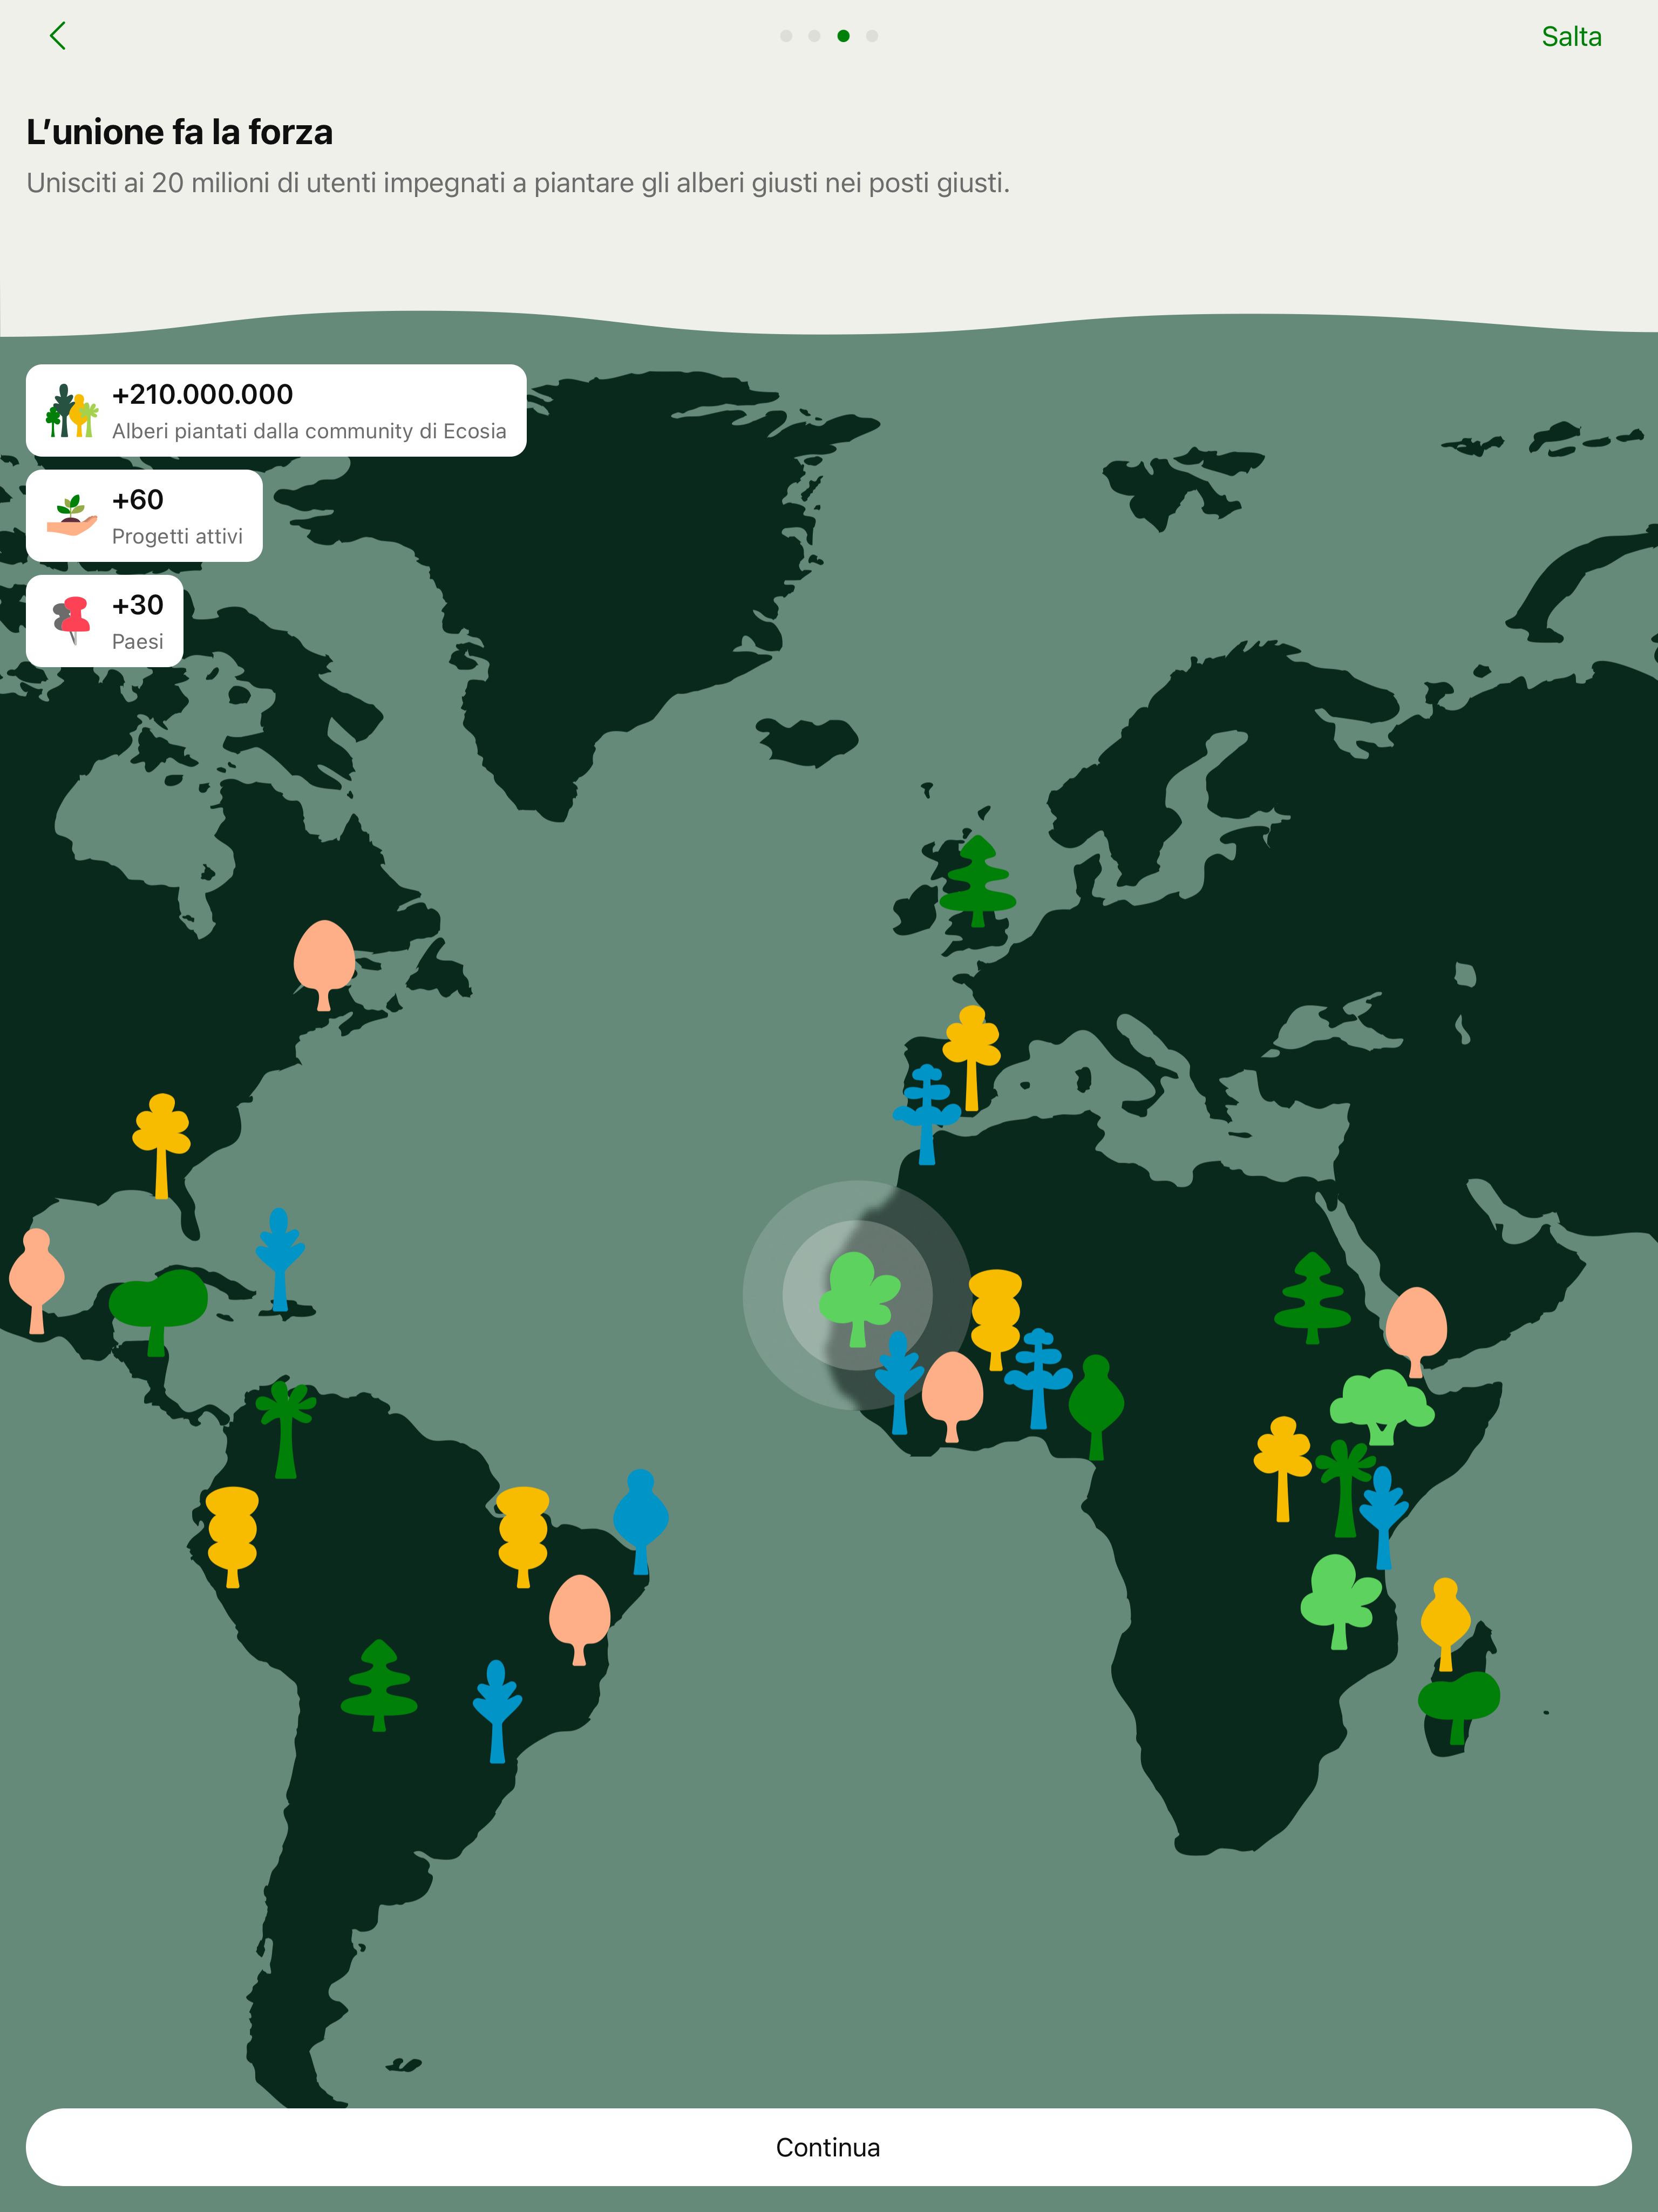 Salta
L’unione fa la forza
Unisciti ai 20 milioni di utenti impegnati a piantare gli alberi giusti nei posti giusti.
+210.000.000
Alberi piantati dalla community di Ecosia
+60
Progetti attivi
+30
Paesi
Continua